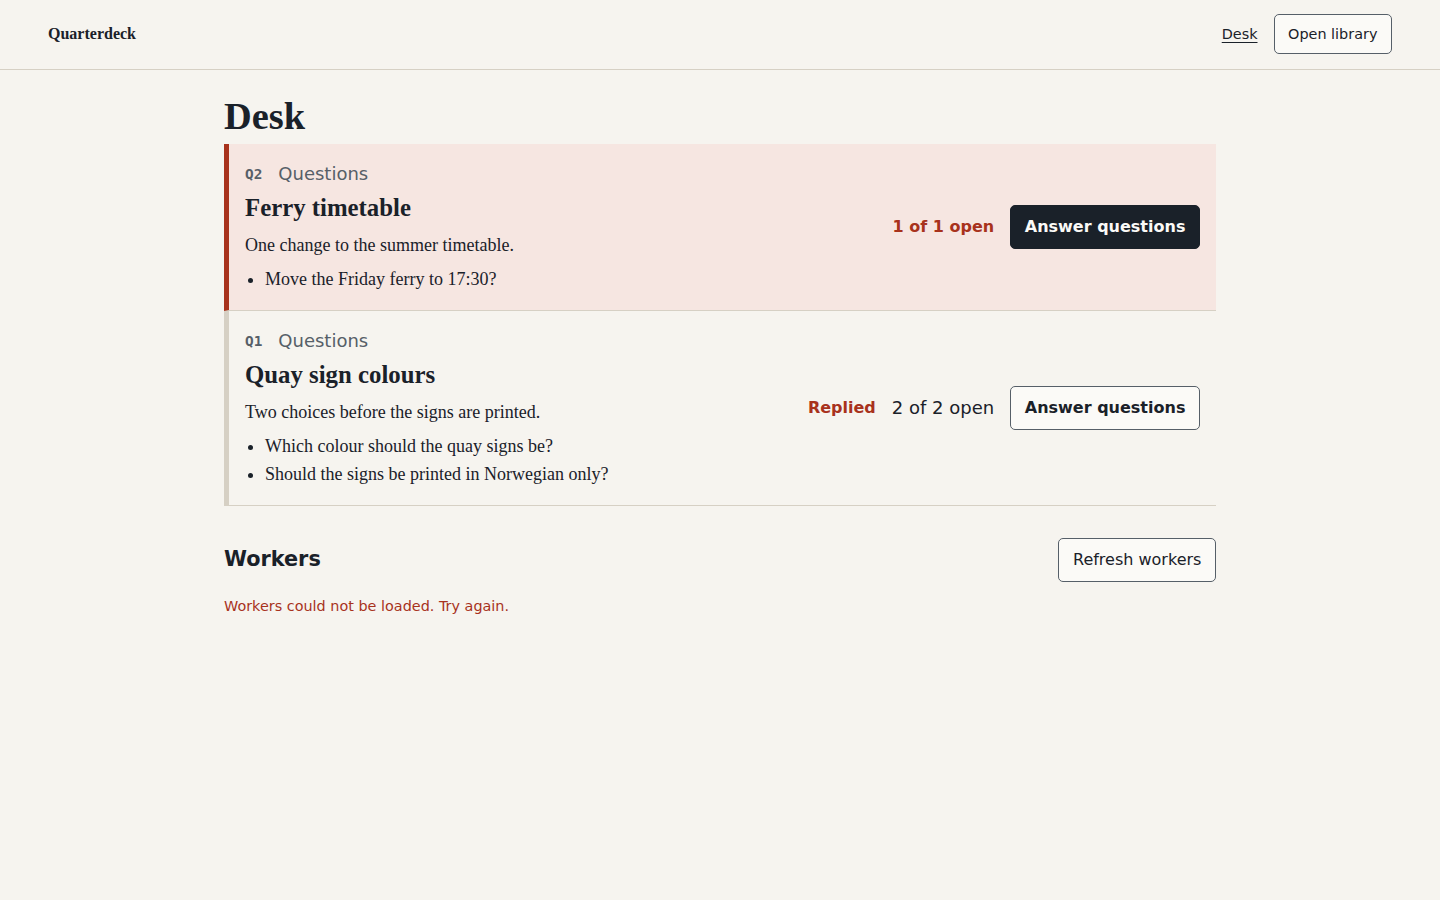 Quarterdeck
Desk
Open library
Desk
Q2 Questions
Ferry timetable
One change to the summer timetable.
• Move the Friday ferry to 17:30?
1 of 1 open
Answer questions
Q1 Questions
Quay sign colours
Two choices before the signs are printed.
• Which colour should the quay signs be?
• Should the signs be printed in Norwegian only?
Replied
2 of 2 open
Answer questions
Workers
Refresh workers
Workers could not be loaded. Try again.